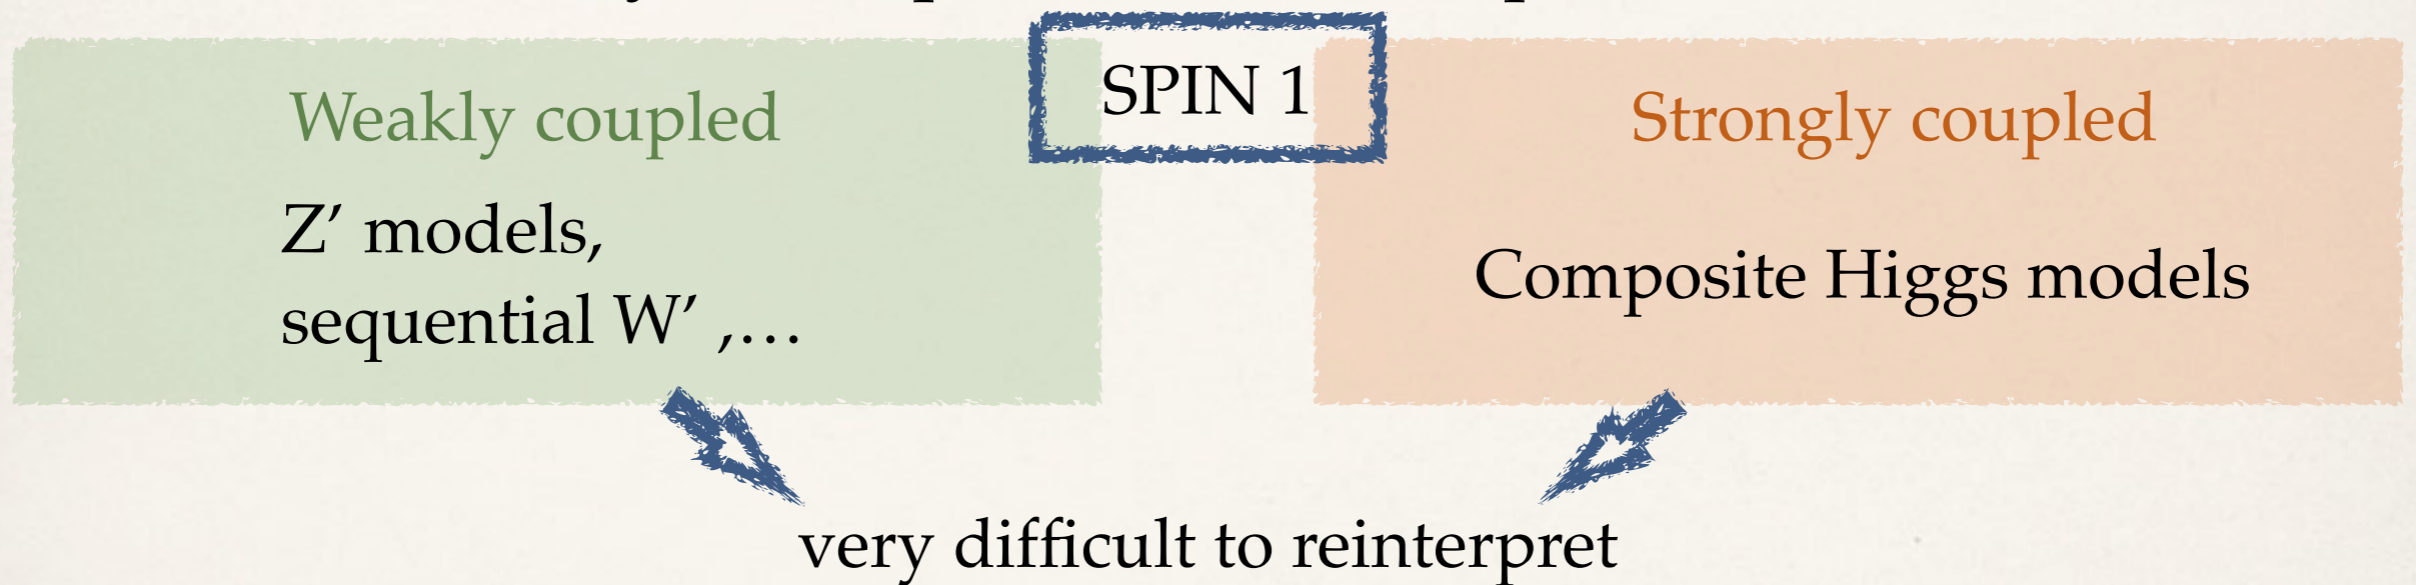 SPIN 1
Weakly coupled
Z’ models,
sequential W’ ,…
Strongly coupled
Composite Higgs models
very difficult to reinterpret